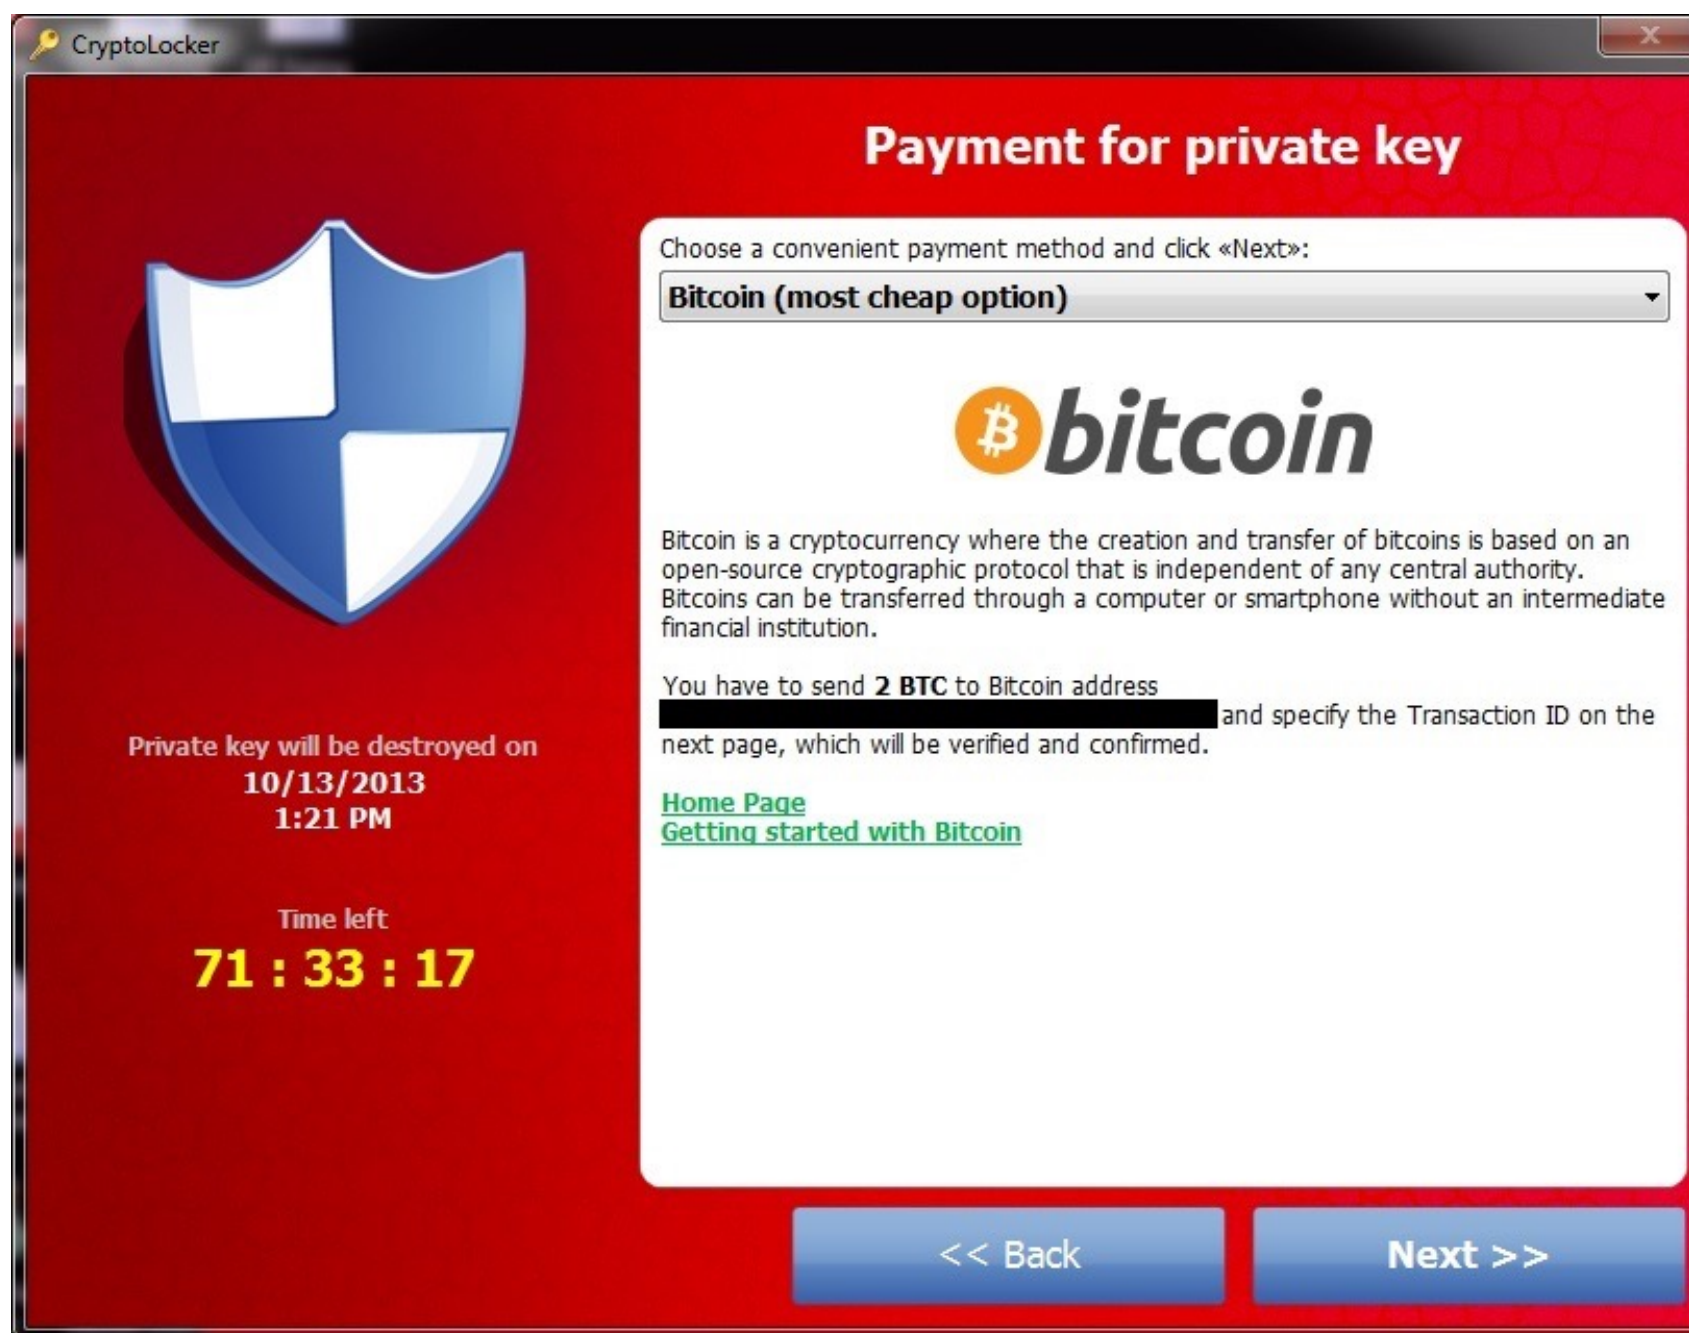 CryptoLocker
Payment for private key
Choose a convenient payment method and click «Next»:
Bitcoin (most cheap option)
bitcoin
Bitcoin is a cryptocurrency where the creation and transfer of bitcoins is based on an
open-source cryptographic protocol that is independent of any central authority.
Bitcoins can be transferred through a computer or smartphone without an intermediate
financial institution.
You have to send 2 BTC to Bitcoin address
and specify the Transaction ID on the
next page, which will be verified and confirmed.
Home Page
Getting started with Bitcoin
Private key will be destroyed on
10/13/2013
1:21 PM
Time left
71 : 33 : 17
<< Back
Next >>